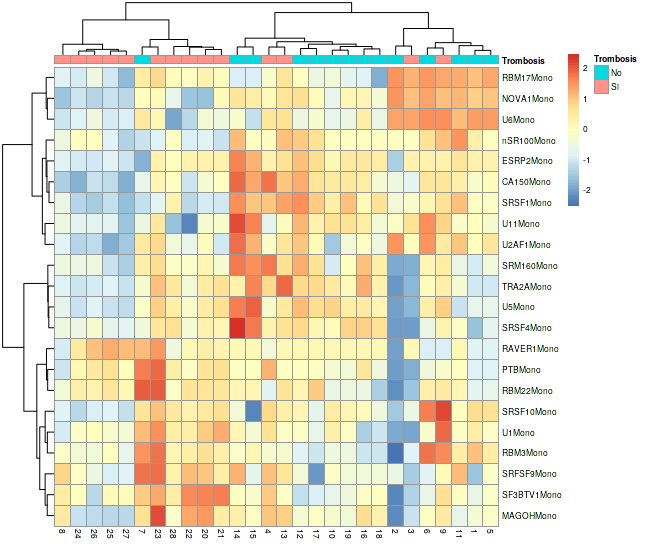 Trombosis
RBM17Mono
NOVA1Mono
U6Mono
nSR100Mono
ESRP2Mono
CA150Mono
SRSF1Mono
U11Mono
U2AF1Mono
SRM160Mono
TRA2AMono
U5Mono
SRSF4Mono
RAVER1Mono
PTBMono
RBM22Mono
SRSF10Mono
U1Mono
RBM3Mono
SRFSF9Mono
SF3BTV1Mono
MAGOHMono
8 24 26 25 27 7 23 28 22 20 21 14 15 4 13 12 17 10 19 16 18 2 3 6 9 11 1 5
2
1
0
-1
-2
Trombosis
No
SI